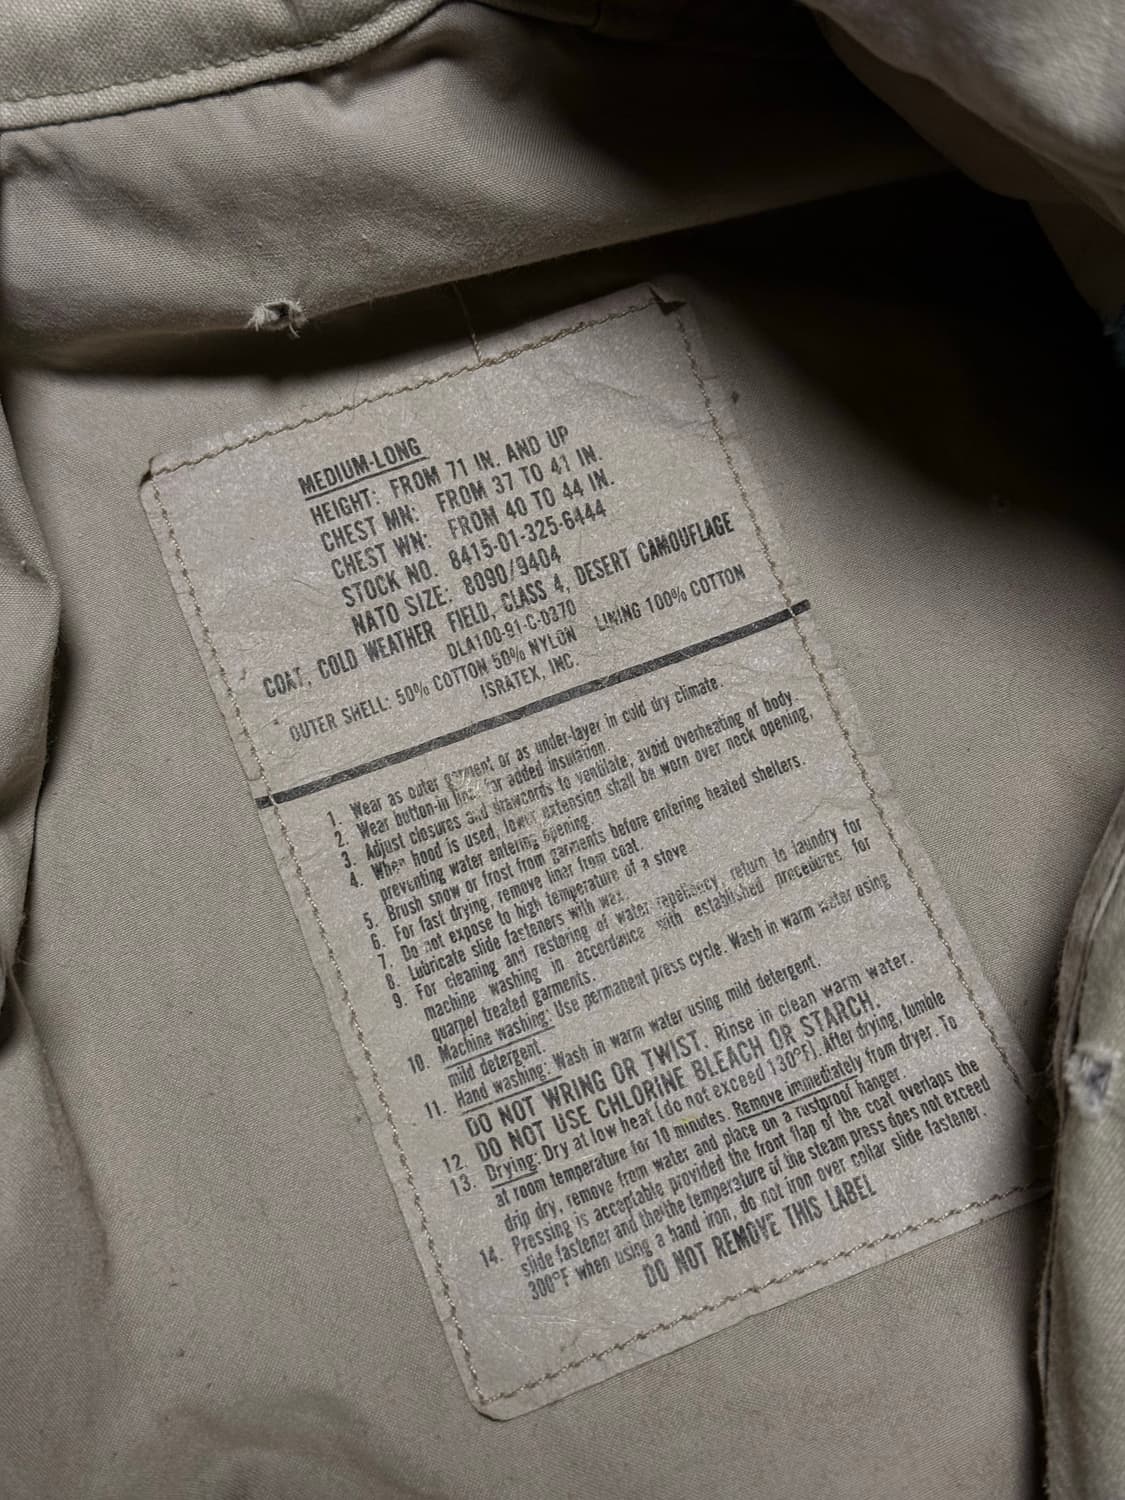 MEDIUM-LONG
HEIGHT: FROM 71 IN. AND UP
CHEST MN: FROM 37 TO 41 IN.
CHEST WN: FROM 40 TO 44 IN.
STOCK NO. 8415-01-325-6444
NATO SIZE: 8090/9404
COAT, COLD WEATHER FIELD, CLASS 4, DESERT CAMOUFLAGE
DLA100-91-C-0370
OUTER SHELL: 50% COTTON 50% NYLON LINING 100% COTTON
ISRATEX, INC.
1. Wear as outer garment or as under-layer in cold dry climate.
2. Wear button-in liner for added insulation.
3. Adjust closures and drawcords to ventilate, avoid overheating of body.
4. When hood is used, lower extension shall be worn over neck opening,
preventing water entering opening.
5. Brush snow or frost from garments before entering heated shelters.
6. For fast drying, remove liner from coat.
7. Do not expose to high temperature of a stove
8. Lubricate slide fasteners with wax.
9. For cleaning and restoring of water repellancy, return to laundry for
machine washing in accordance with established procedures for
quarpel treated garments.
10. Machine washing: Use permanent press cycle. Wash in warm water using
mild detergent.
11. Hand washing: Wash in warm water using mild detergent.
DO NOT WRING OR TWIST. Rinse in clean warm water.
12. DO NOT USE CHLORINE BLEACH OR STARCH.
13. Drying: Dry at low heat (do not exceed 130°F). After drying, tumble
at room temperature for 10 minutes. Remove immediately from dryer. To
drip dry, remove from water and place on a rustproof hanger.
14. Pressing is acceptable provided the front flap of the coat overlaps the
slide fastener and the temperature of the steam press does not exceed
300°F when using a hand iron, do not iron over collar slide fastener.
DO NOT REMOVE THIS LABEL